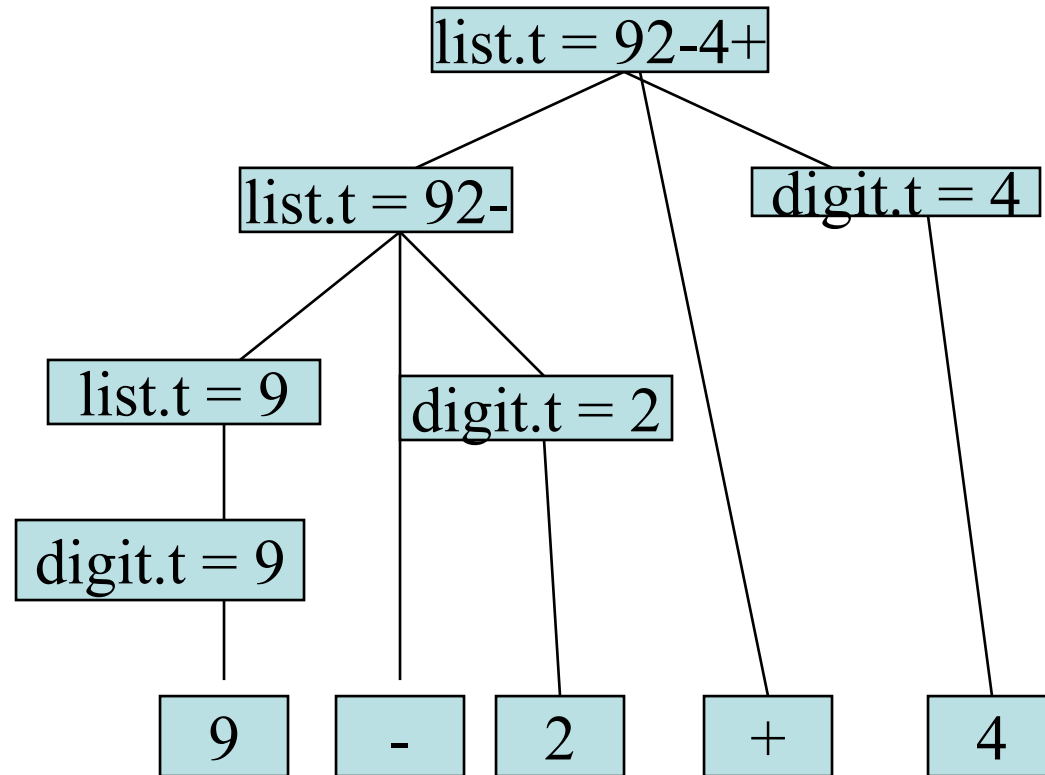 list.t = 92-4+
list.t = 92-
digit.t = 4
list.t = 9
digit.t = 2
digit.t = 9
9
-
2
+
4